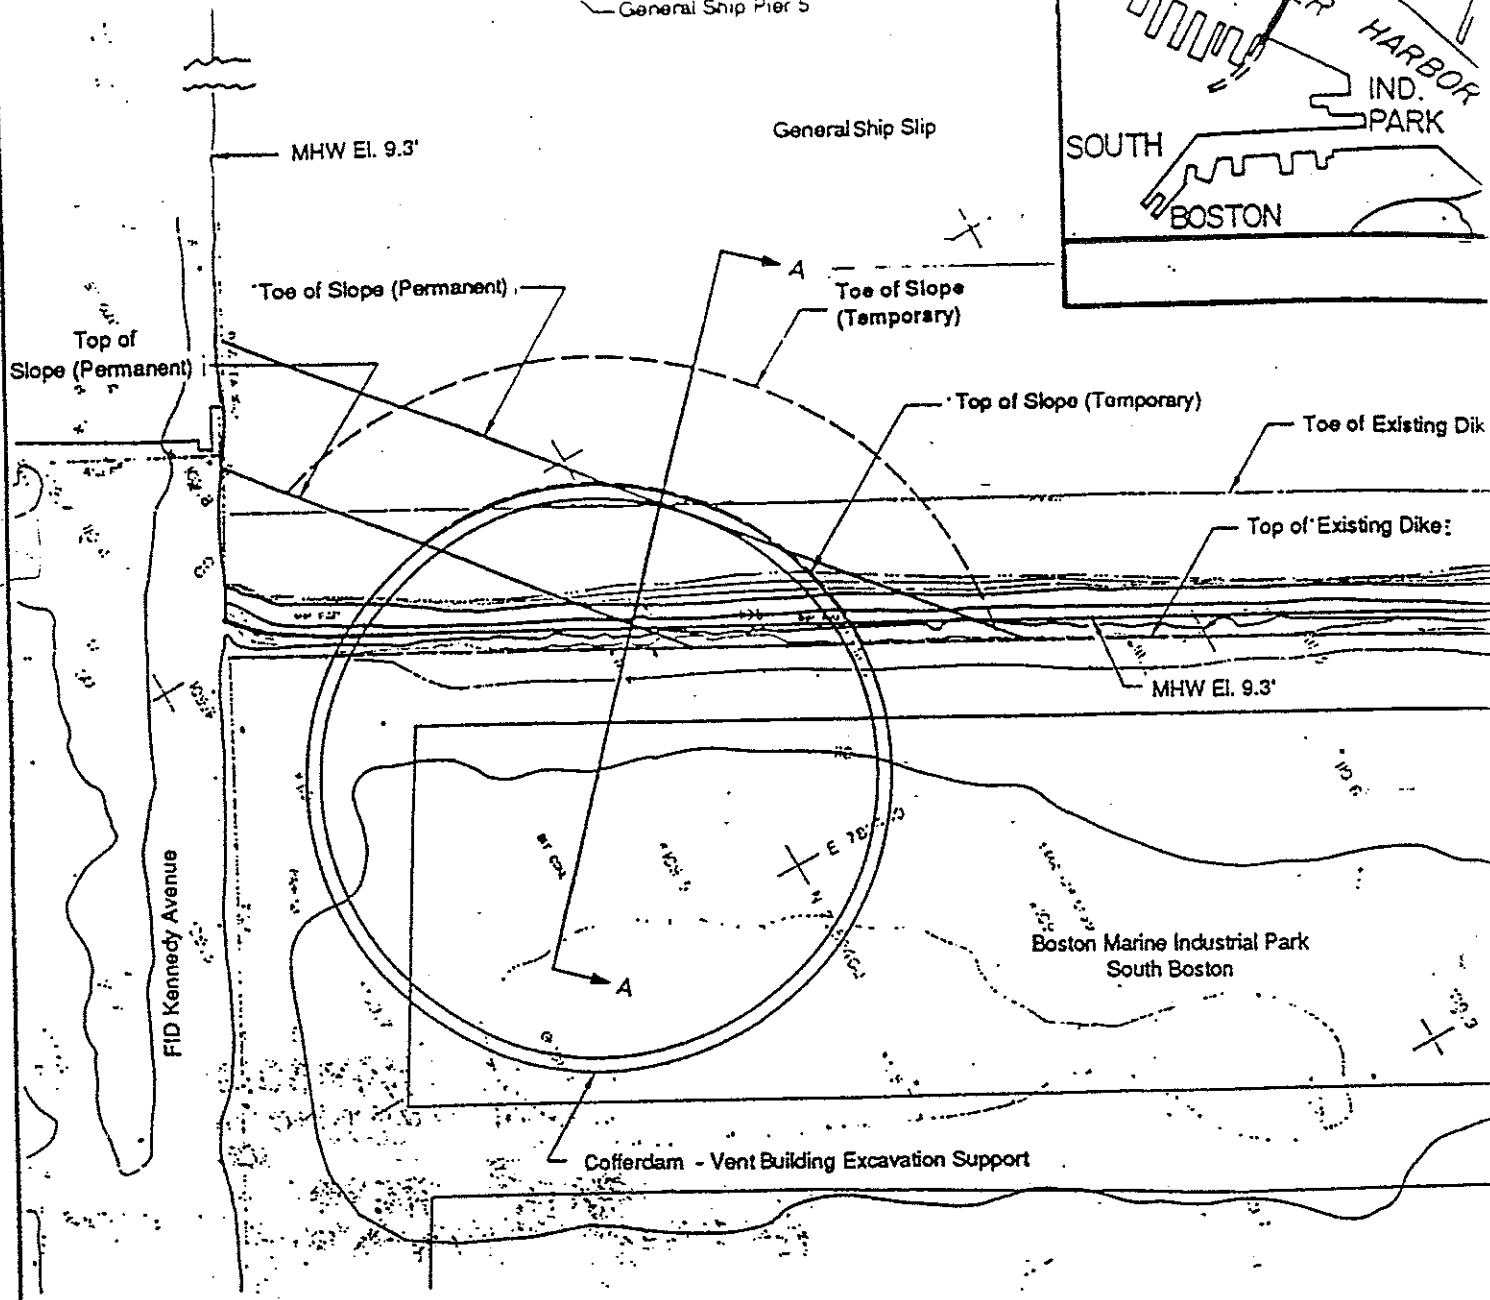 General Ship Pier 5
HARBOR
IND.
PARK
SOUTH
BOSTON
General Ship Slip
MHW El. 9.3'
A
Toe of Slope (Permanent)
Toe of Slope
(Temporary)
Top of
Slope (Permanent)
Top of Slope (Temporary)
Toe of Existing Dik
Top of Existing Dike
MHW El. 9.3'
FID Kennedy Avenue
E
N
Boston Marine Industrial Park
South Boston
A
Cofferdam - Vent Building Excavation Support